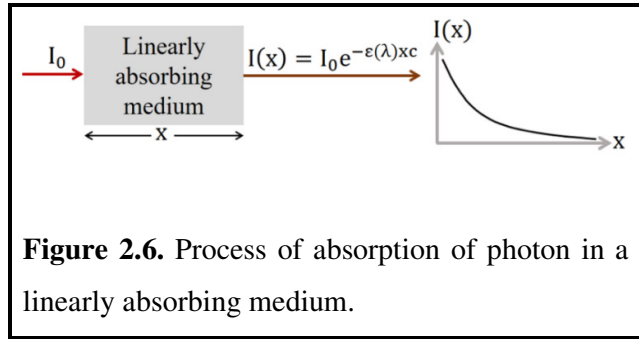 I₀
Linearly
absorbing
medium
x
I(x) = I₀e^{-ε(λ)xc}
I(x)
x
Figure 2.6. Process of absorption of photon in a
linearly absorbing medium.